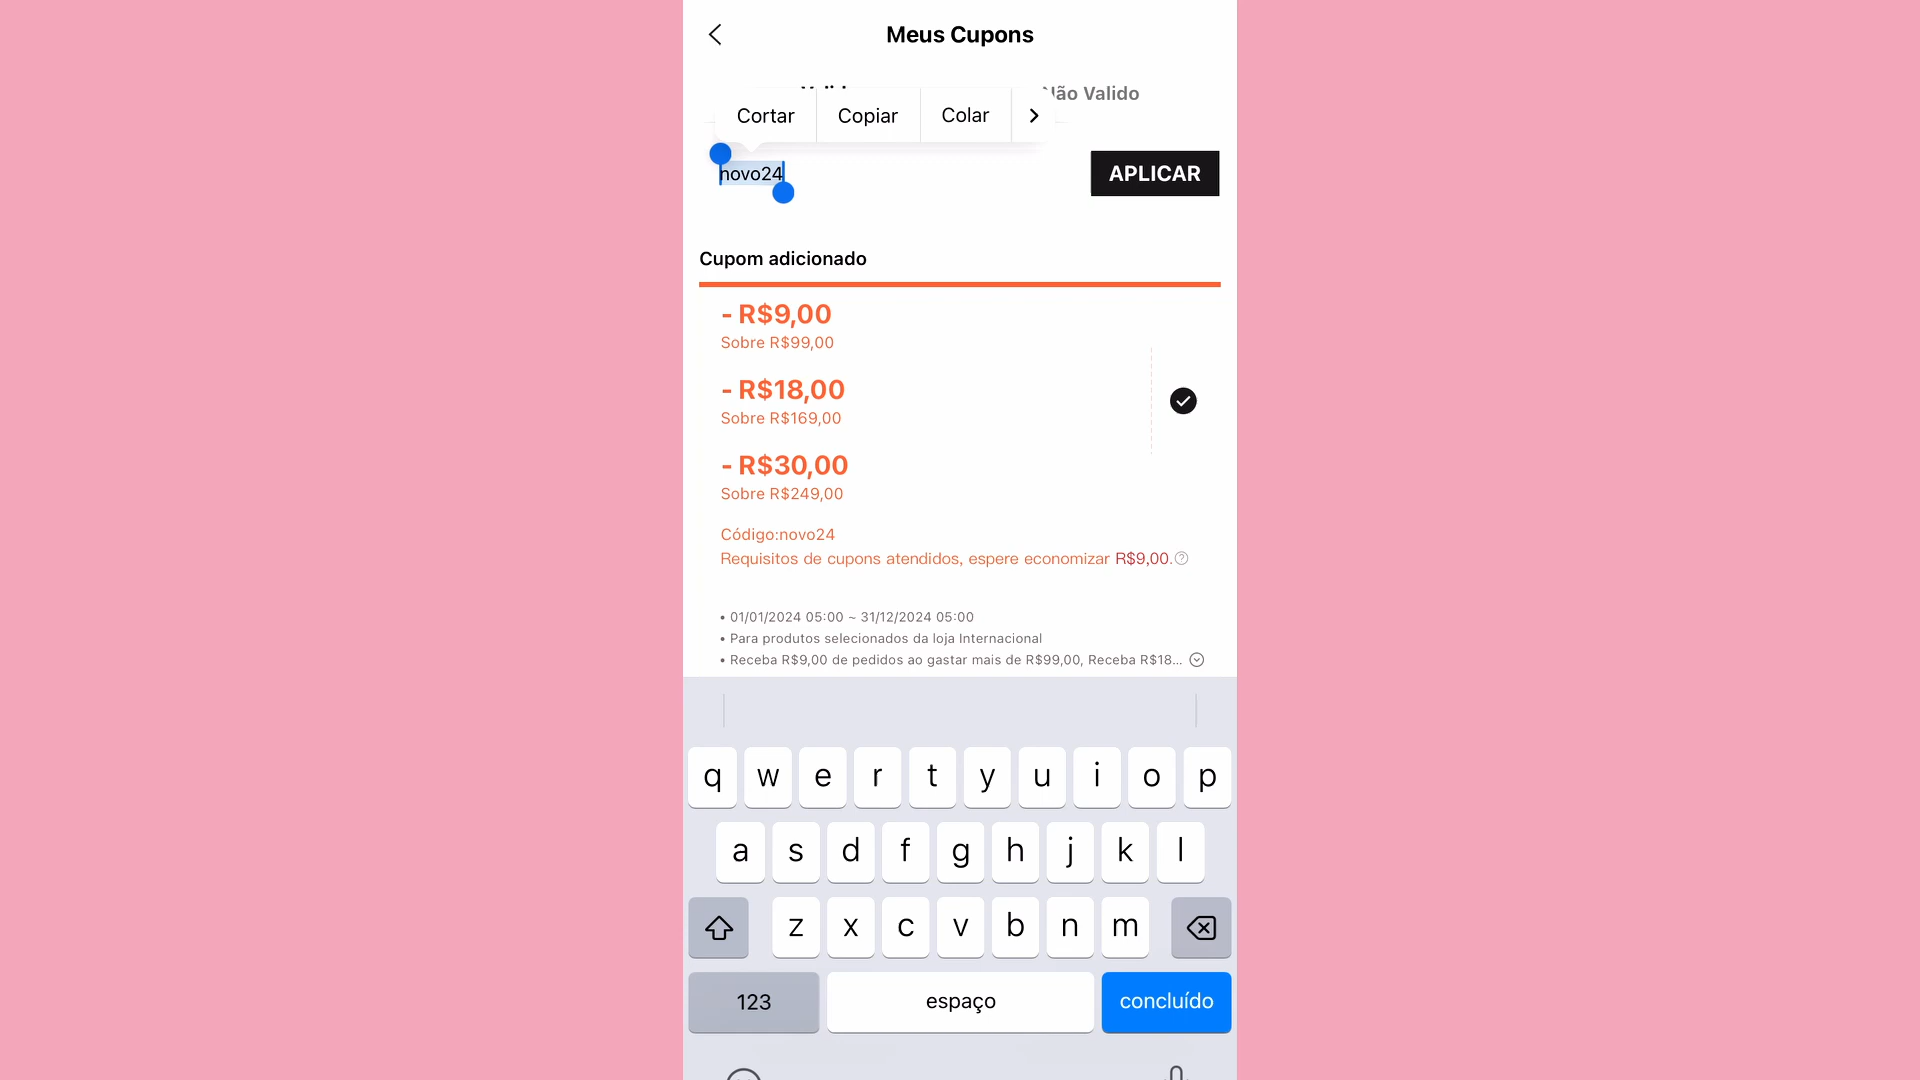 Meus Cupons
Não Valido
Cortar
Copiar
Colar
novo24
APLICAR
Cupom adicionado
- R$9,00
Sobre R$99,00
- R$18,00
Sobre R$169,00
- R$30,00
Sobre R$249,00
Código:novo24
Requisitos de cupons atendidos, espere economizar R$9,00.
• 01/01/2024 05:00 ~ 31/12/2024 05:00
• Para produtos selecionados da loja Internacional
• Receba R$9,00 de pedidos ao gastar mais de R$99,00, Receba R$18...
q w e r t y u i o p
a s d f g h j k l
z x c v b n m
123
espaço
concluído